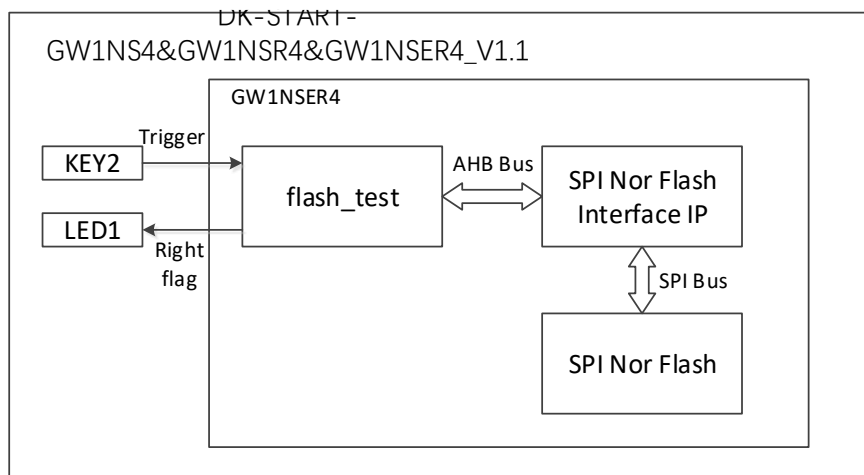 DK-START-
GW1NS4&GW1NSR4&GW1NSER4_V1.1
GW1NSER4
Trigger
KEY2
flash_test
AHB Bus
SPI Nor Flash
Interface IP
LED1
Right
flag
SPI Bus
SPI Nor Flash